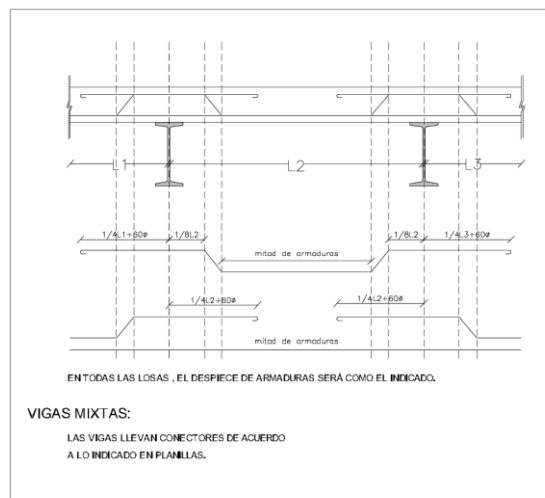 L1 L2 L3
1/4L1+60ø 1/8L2 1/8L2 1/4L3+60ø
mitad de armaduras
1/4L2+60ø 1/4L2+60ø
mitad de armaduras
EN TODAS LAS LOSAS , EL DESPIECE DE ARMADURAS SERÁ COMO EL INDICADO.
VIGAS MIXTAS:
LAS VIGAS LLEVAN CONECTORES DE ACUERDO
A LO INDICADO EN PLANILLAS.